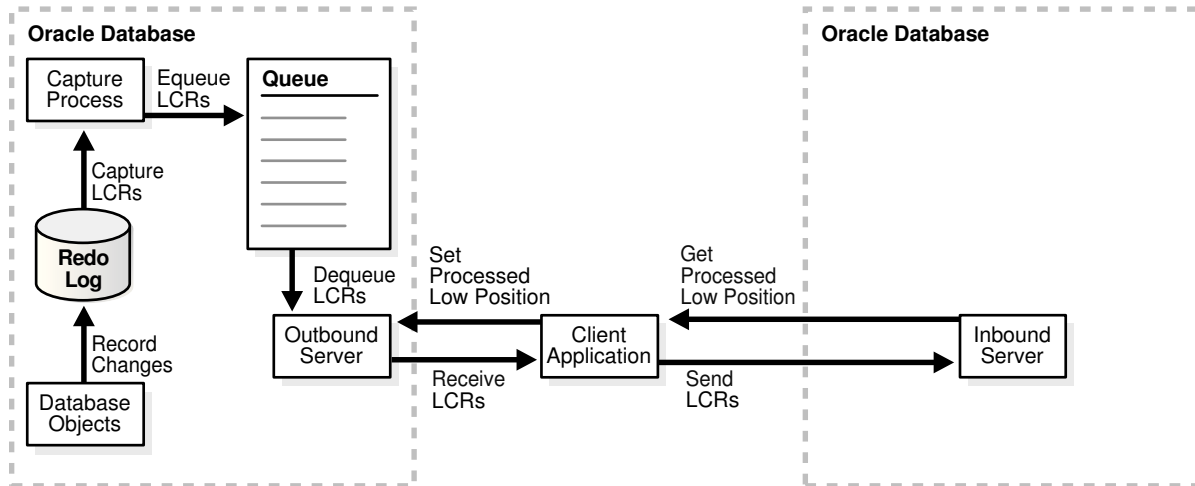 Oracle Database
Oracle Database
Capture
Process
Equeue
LCRs
Queue
Capture
LCRs
Redo
Log
Record
Changes
Database
Objects
Dequeue
LCRs
Outbound
Server
Set
Processed
Low Position
Receive
LCRs
Client
Application
Get
Processed
Low Position
Send
LCRs
Inbound
Server